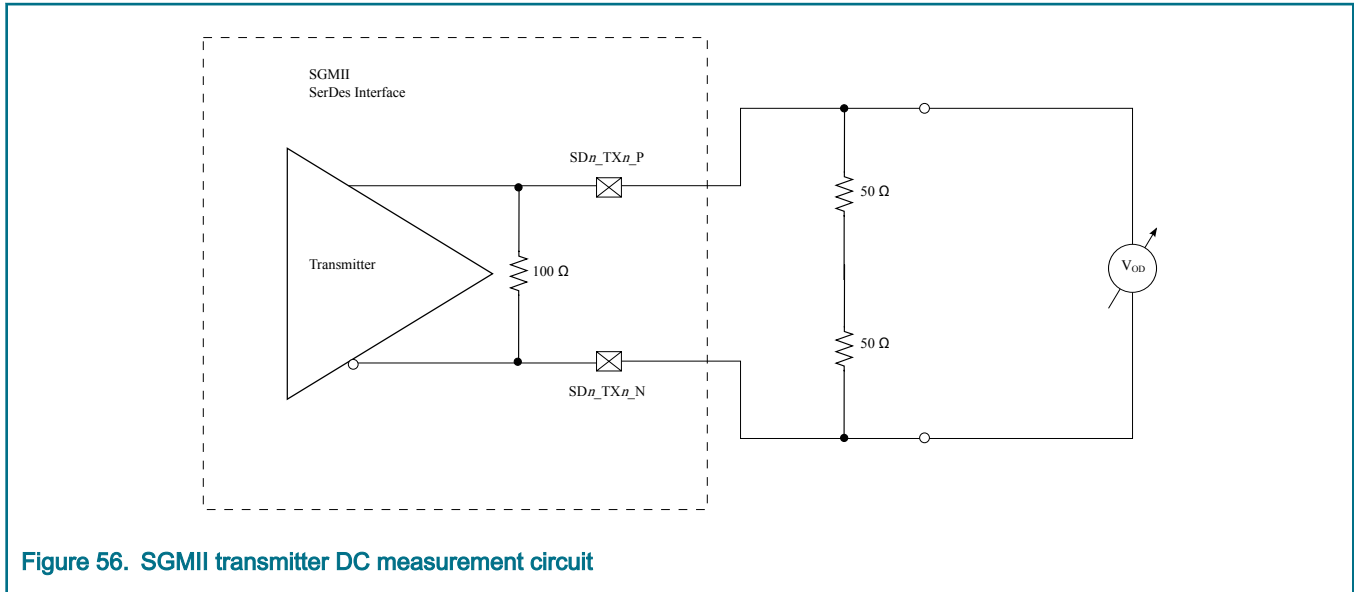 SGMII
SerDes Interface
SDn_TXn_P
50 Ω
Transmitter
100 Ω
VOD
50 Ω
SDn_TXn_N
Figure 56. SGMII transmitter DC measurement circuit